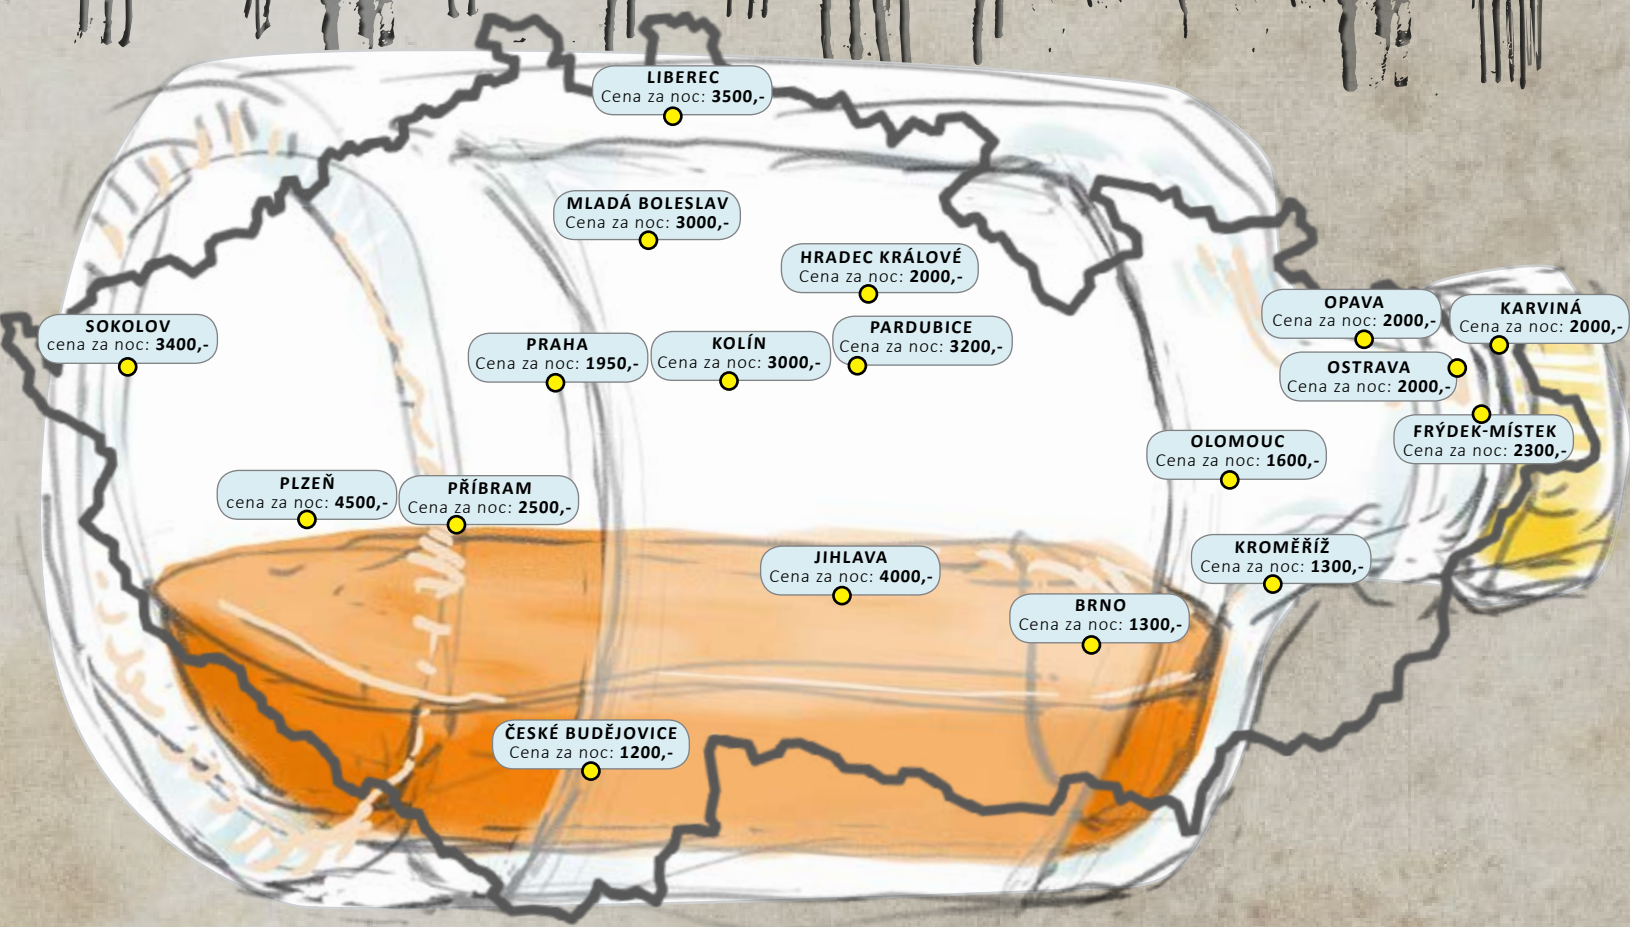 LIBEREC
Cena za noc: 3500,-
MLADÁ BOLESLAV
Cena za noc: 3000,-
HRADEC KRÁLOVÉ
Cena za noc: 2000,-
SOKOLOV
cena za noc: 3400,-
PRAHA
Cena za noc: 1950,-
KOLÍN
Cena za noc: 3000,-
PARDUBICE
Cena za noc: 3200,-
OPAVA
Cena za noc: 2000,-
KARVINÁ
Cena za noc: 2000,-
OSTRAVA
Cena za noc: 2000,-
FRÝDEK-MÍSTEK
Cena za noc: 2300,-
OLOMOUC
Cena za noc: 1600,-
PLZEŇ
cena za noc: 4500,-
PŘÍBRAM
Cena za noc: 2500,-
JIHLAVA
Cena za noc: 4000,-
KROMĚŘÍŽ
Cena za noc: 1300,-
BRNO
Cena za noc: 1300,-
ČESKÉ BUDĚJOVICE
Cena za noc: 1200,-